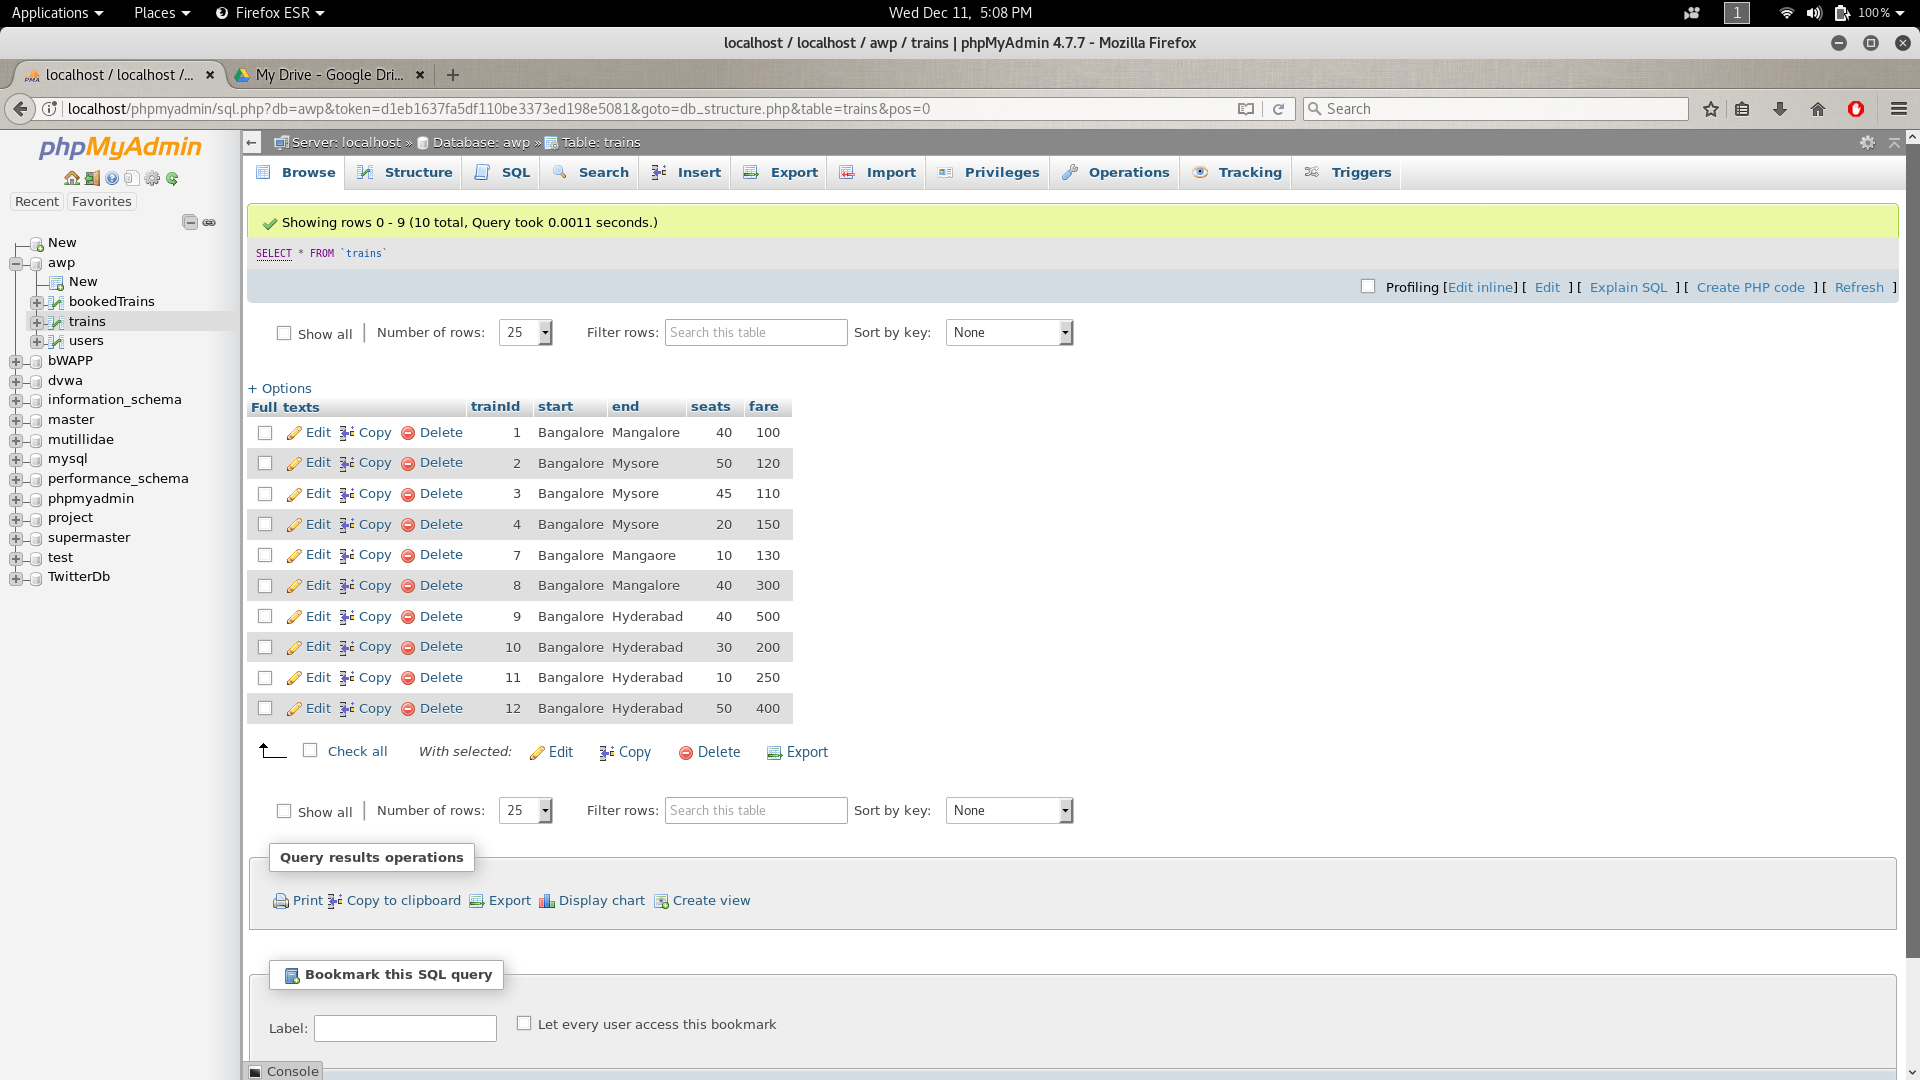 Applications Places Firefox ESR Wed Dec 11, 5:08 PM 1 100%
localhost / localhost / awp / trains | phpMyAdmin 4.7.7 - Mozilla Firefox
localhost / localhost /... My Drive - Google Dri...
localhost/phpmyadmin/sql.php?db=awp&token=d1eb1637fa5df110be3373ed198e5081&goto=db_structure.php&table=trains&pos=0 Search
phpMyAdmin
Recent Favorites
New
awp
New
bookedTrains
trains
users
bWAPP
dvwa
information_schema
master
mutillidae
mysql
performance_schema
phpmyadmin
project
supermaster
test
TwitterDb
Server: localhost » Database: awp » Table: trains
Browse Structure SQL Search Insert Export Import Privileges Operations Tracking Triggers
Showing rows 0 - 9 (10 total, Query took 0.0011 seconds.)
SELECT * FROM `trains`
Profiling [Edit inline] [ Edit ] [ Explain SQL ] [ Create PHP code ] [ Refresh ]
Show all | Number of rows: 25 Filter rows: Search this table Sort by key: None
+ Options
Full texts trainId start end seats fare
Edit Copy Delete 1 Bangalore Mangalore 40 100
Edit Copy Delete 2 Bangalore Mysore 50 120
Edit Copy Delete 3 Bangalore Mysore 45 110
Edit Copy Delete 4 Bangalore Mysore 20 150
Edit Copy Delete 7 Bangalore Mangaore 10 130
Edit Copy Delete 8 Bangalore Mangalore 40 300
Edit Copy Delete 9 Bangalore Hyderabad 40 500
Edit Copy Delete 10 Bangalore Hyderabad 30 200
Edit Copy Delete 11 Bangalore Hyderabad 10 250
Edit Copy Delete 12 Bangalore Hyderabad 50 400
Check all With selected: Edit Copy Delete Export
Show all | Number of rows: 25 Filter rows: Search this table Sort by key: None
Query results operations
Print Copy to clipboard Export Display chart Create view
Bookmark this SQL query
Label: Let every user access this bookmark
Console